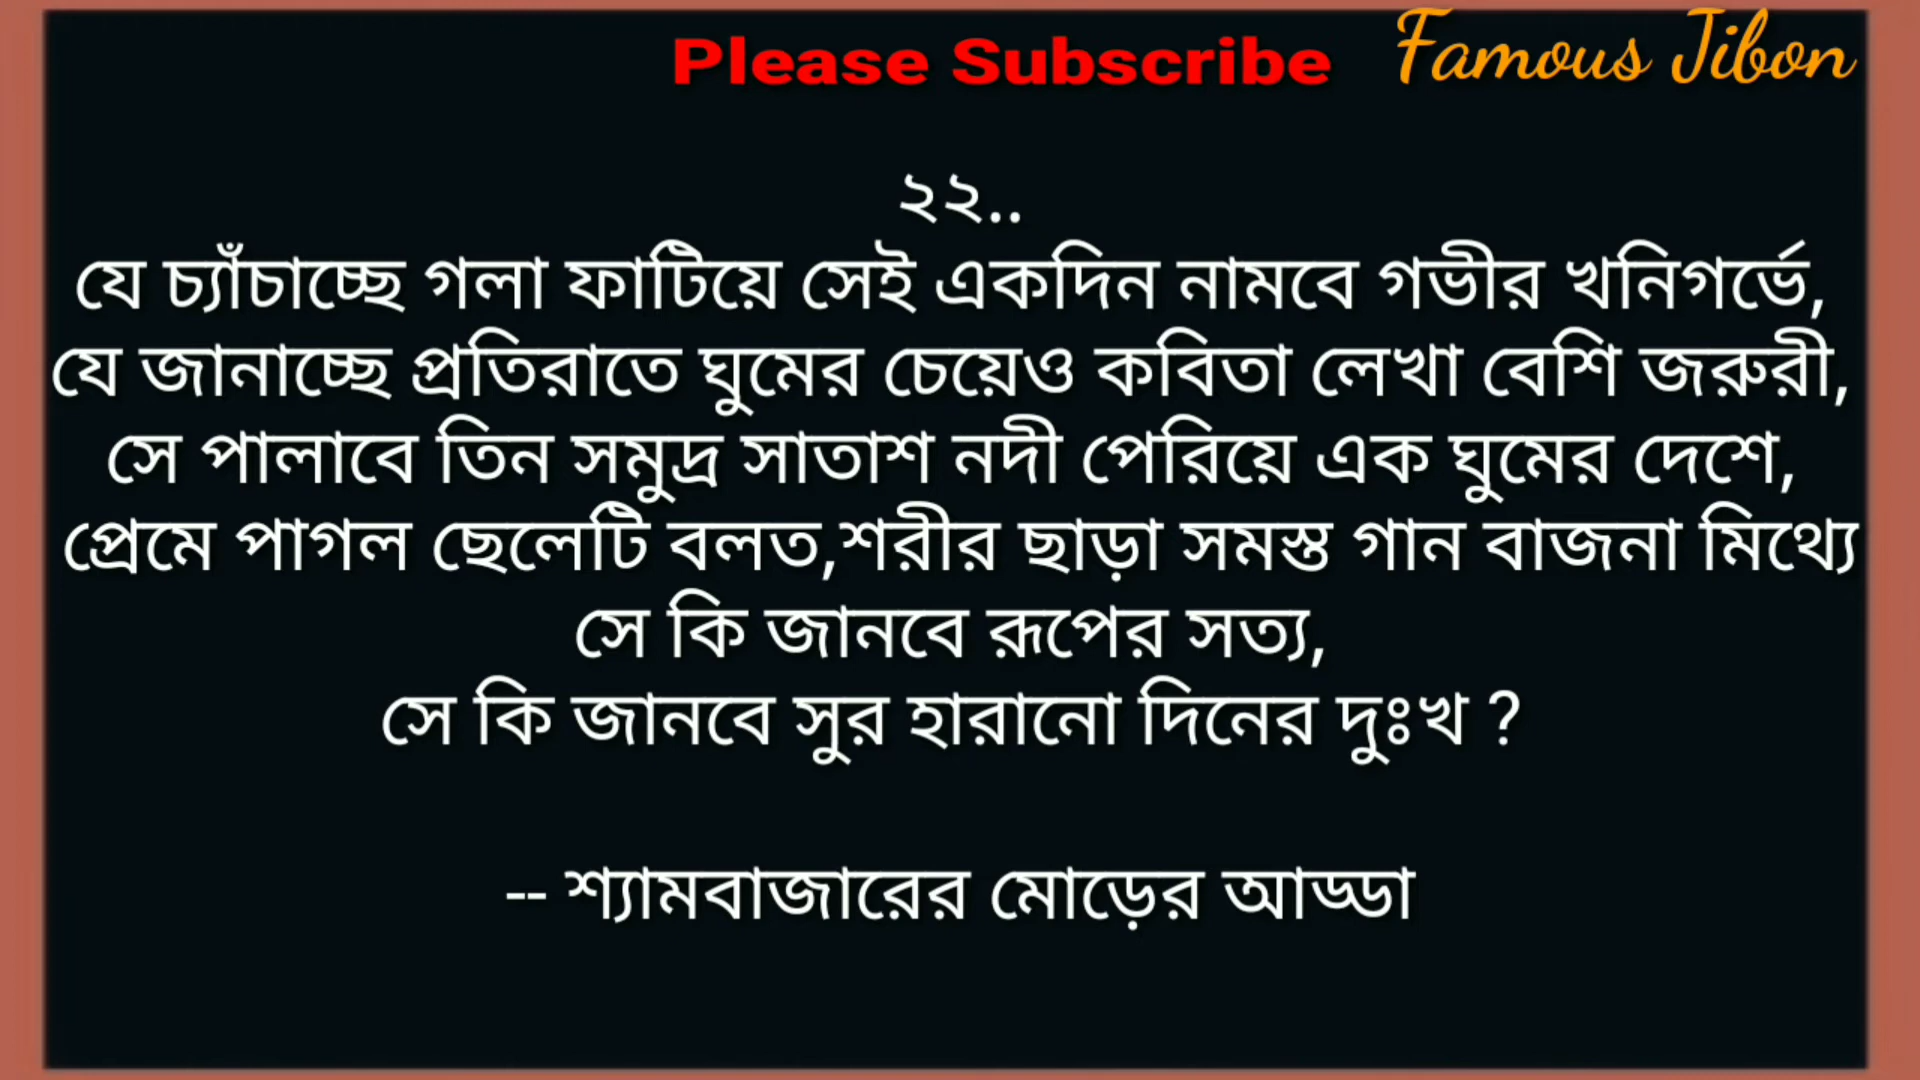 Please Subscribe Famous Jibon
২২..
যে চ্যাঁচাচ্ছে গলা ফাটিয়ে সেই একদিন নামবে গভীর খনিগর্ভে,
যে জানাচ্ছে প্রতিরাতে ঘুমের চেয়েও কবিতা লেখা বেশি জরুরী,
সে পালাবে তিন সমুদ্র সাতাশ নদী পেরিয়ে এক ঘুমের দেশে,
প্রেমে পাগল ছেলেটি বলত,শরীর ছাড়া সমস্ত গান বাজনা মিথ্যে
সে কি জানবে রূপের সত্য,
সে কি জানবে সুর হারানো দিনের দুঃখ ?
-- শ্যামবাজারের মোড়ের আড্ডা